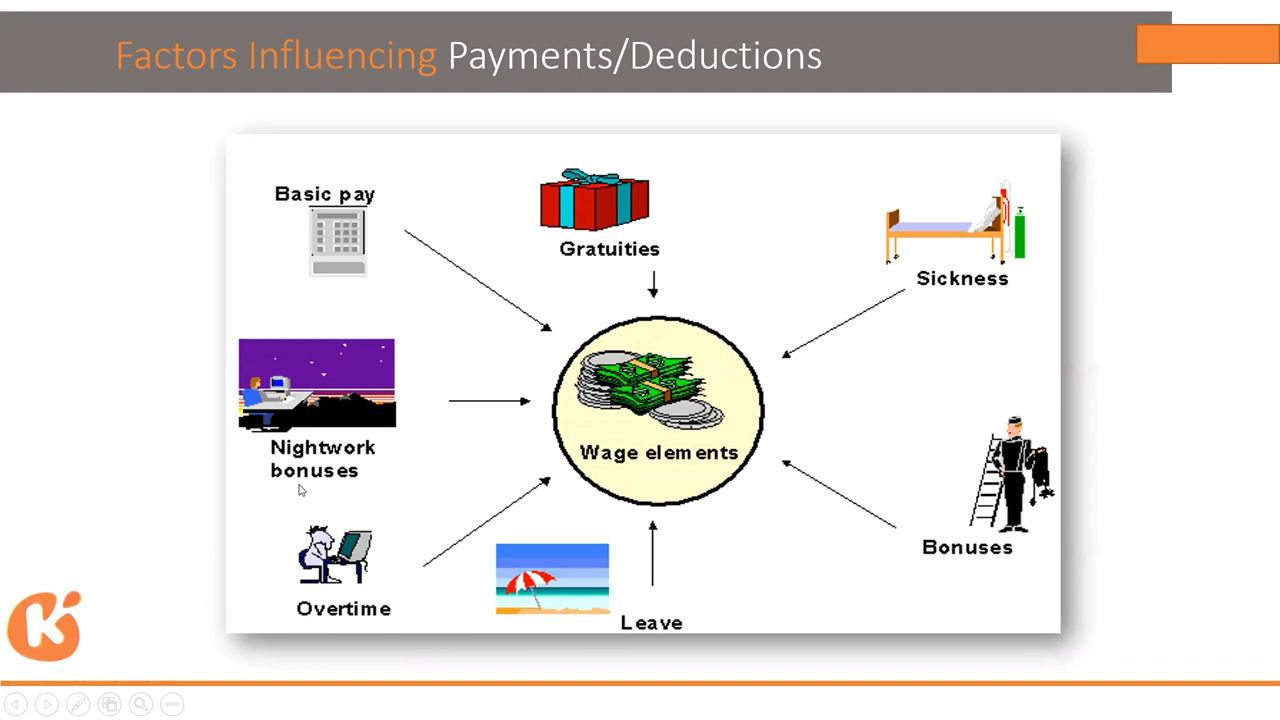 Factors Influencing Payments/Deductions
Basic pay
Gratuities
Sickness
Nightwork
bonuses
Wage elements
Bonuses
Overtime
Leave
K